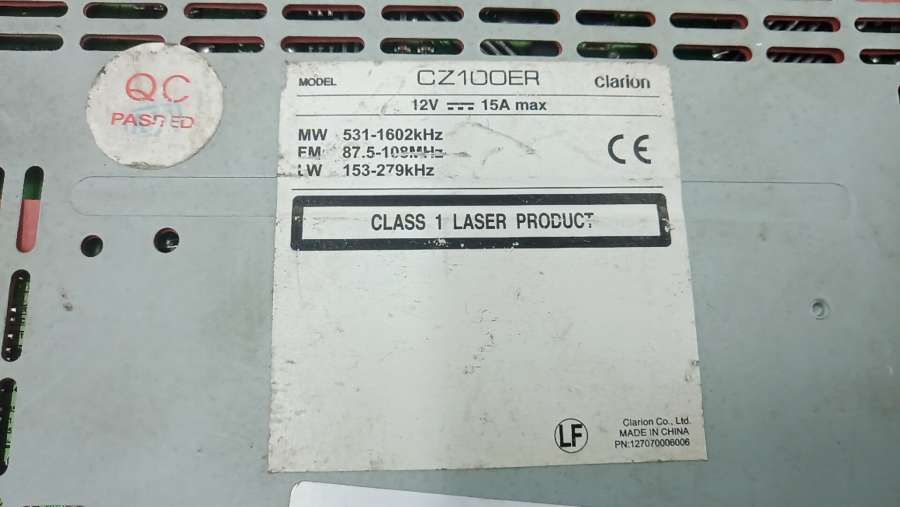 QC
PASSED
MODEL CZ100ER Clarion
12V 15A max
MW 531-1602kHz
FM 87.5-108MHz
LW 153-279kHz
CE
CLASS 1 LASER PRODUCT
LF
Clarion Co., Ltd.
MADE IN CHINA
PN:127070006006